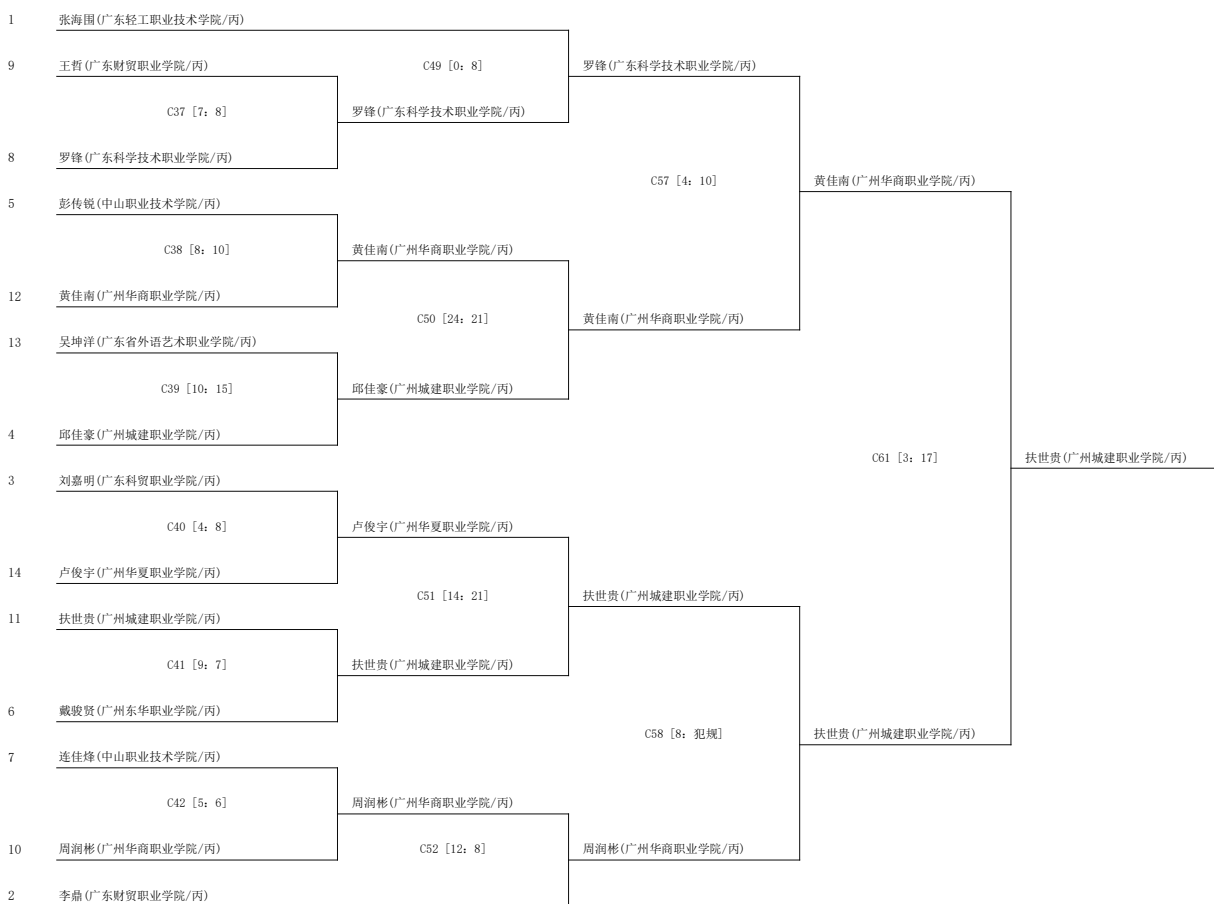 1 张海围(广东轻工职业技术学院/丙)
9 王哲(广东财贸职业学院/丙) C49 [0: 8] 罗锋(广东科学技术职业学院/丙)
C37 [7: 8] 罗锋(广东科学技术职业学院/丙)
8 罗锋(广东科学技术职业学院/丙)
C57 [4: 10] 黄佳南(广州华商职业学院/丙)
5 彭传锐(中山职业技术学院/丙)
C38 [8: 10] 黄佳南(广州华商职业学院/丙)
12 黄佳南(广州华商职业学院/丙)
C50 [24: 21] 黄佳南(广州华商职业学院/丙)
13 吴坤洋(广东省外语艺术职业学院/丙)
C39 [10: 15] 邱佳豪(广州城建职业学院/丙)
4 邱佳豪(广州城建职业学院/丙)
C61 [3: 17] 扶世贵(广州城建职业学院/丙)
3 刘嘉明(广东科贸职业学院/丙)
C40 [4: 8] 卢俊宇(广州华夏职业学院/丙)
14 卢俊宇(广州华夏职业学院/丙)
C51 [14: 21] 扶世贵(广州城建职业学院/丙)
11 扶世贵(广州城建职业学院/丙)
C41 [9: 7] 扶世贵(广州城建职业学院/丙)
6 戴骏贤(广州东华职业学院/丙)
C58 [8: 犯规] 扶世贵(广州城建职业学院/丙)
7 连佳烽(中山职业技术学院/丙)
C42 [5: 6] 周润彬(广州华商职业学院/丙)
10 周润彬(广州华商职业学院/丙) C52 [12: 8] 周润彬(广州华商职业学院/丙)
2 李鼎(广东财贸职业学院/丙)